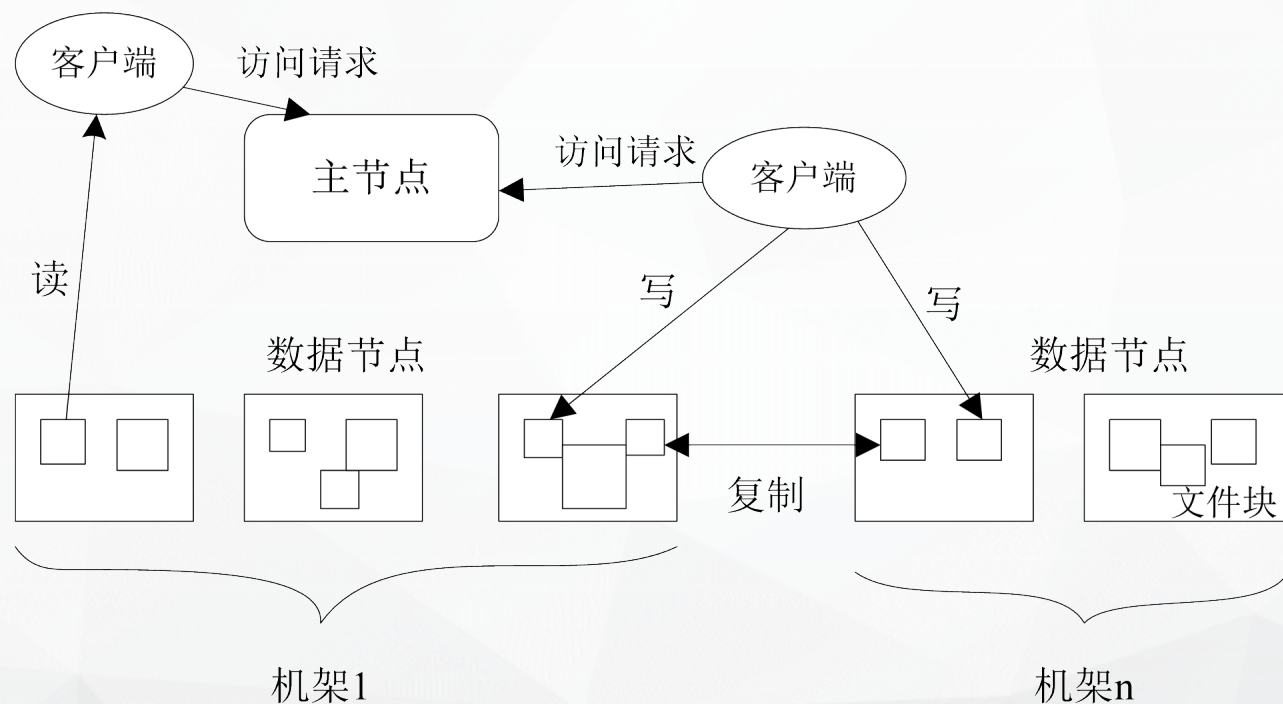 客户端
访问请求
主节点
访问请求
客户端
读
写
写
数据节点
数据节点
复制
文件块
机架1
机架n